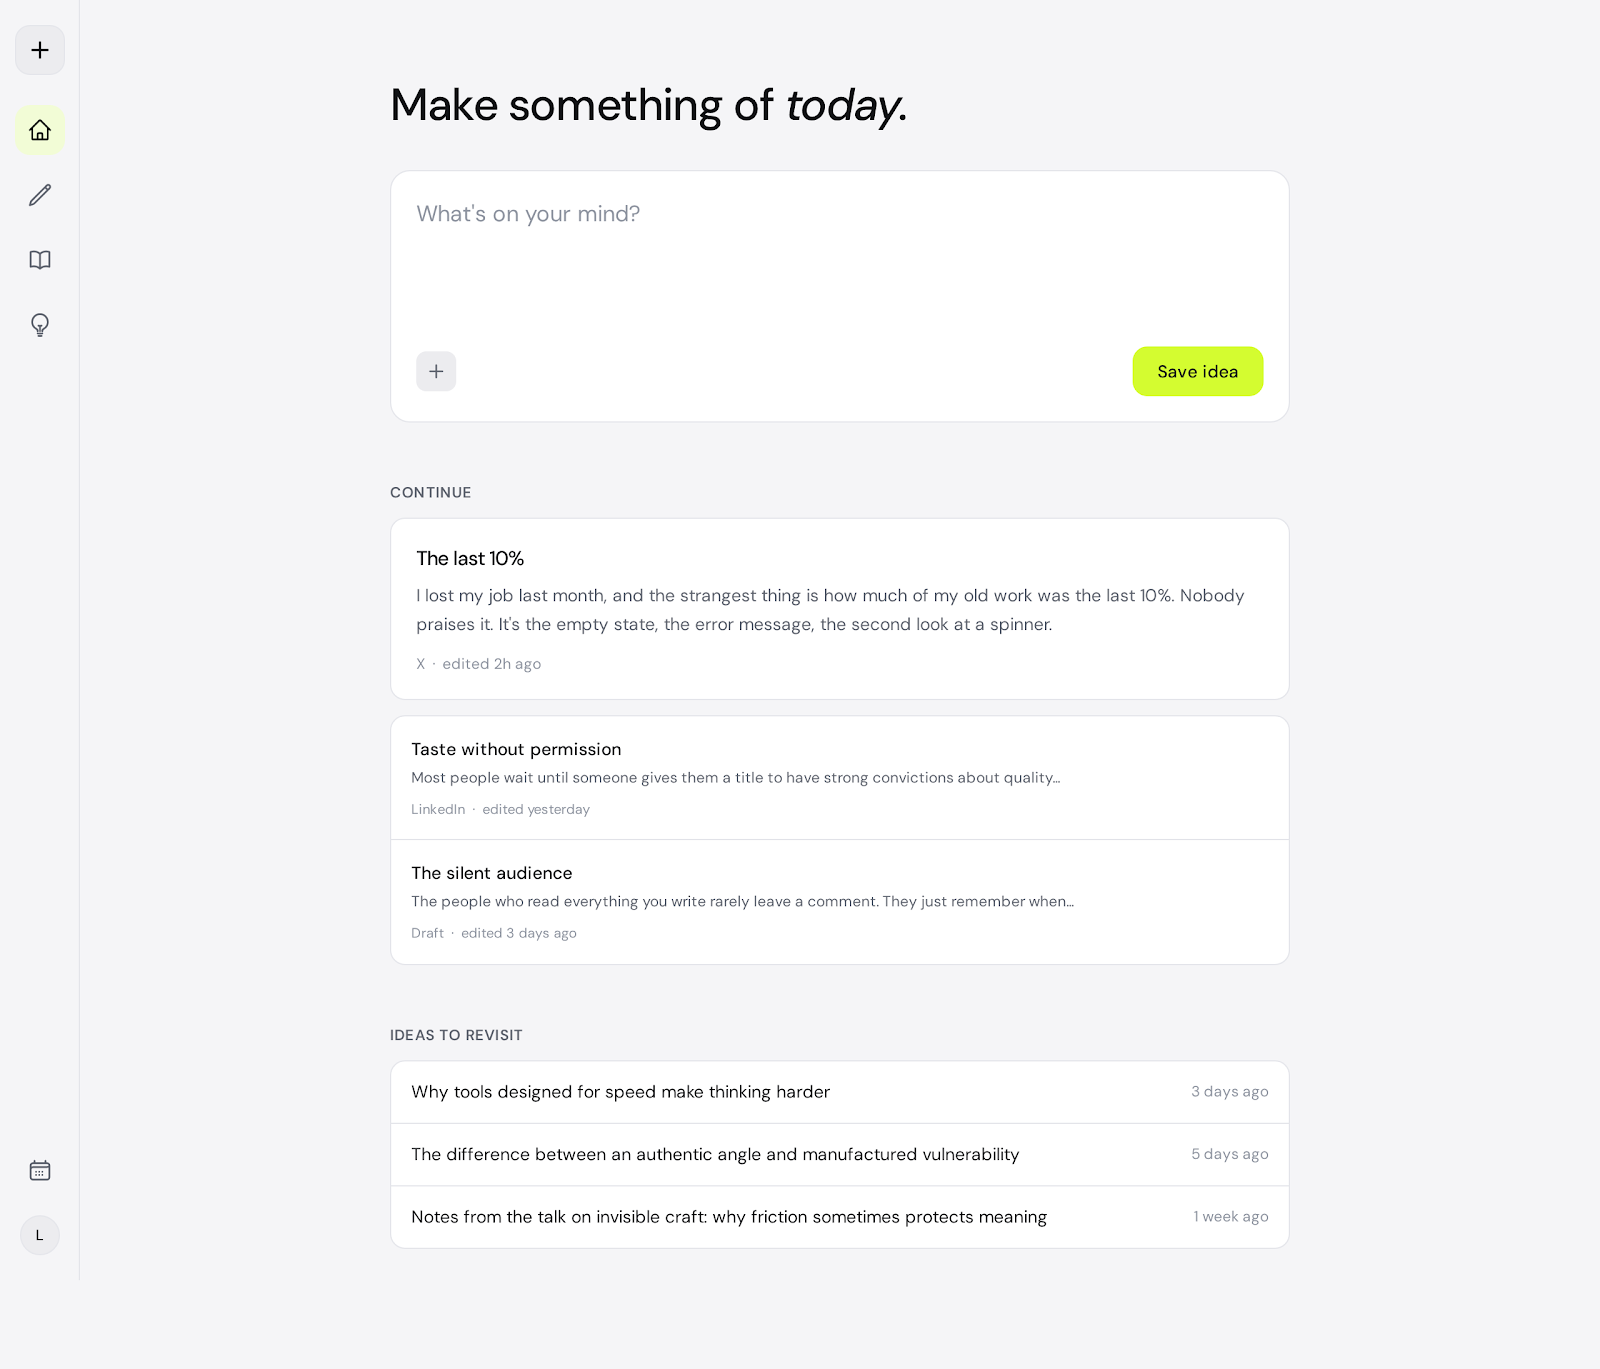 Make something of today.
What's on your mind?
Save idea
CONTINUE
The last 10%
I lost my job last month, and the strangest thing is how much of my old work was the last 10%. Nobody
praises it. It's the empty state, the error message, the second look at a spinner.
X · edited 2h ago
Taste without permission
Most people wait until someone gives them a title to have strong convictions about quality…
LinkedIn · edited yesterday
The silent audience
The people who read everything you write rarely leave a comment. They just remember when…
Draft · edited 3 days ago
IDEAS TO REVISIT
Why tools designed for speed make thinking harder 3 days ago
The difference between an authentic angle and manufactured vulnerability 5 days ago
Notes from the talk on invisible craft: why friction sometimes protects meaning 1 week ago
L